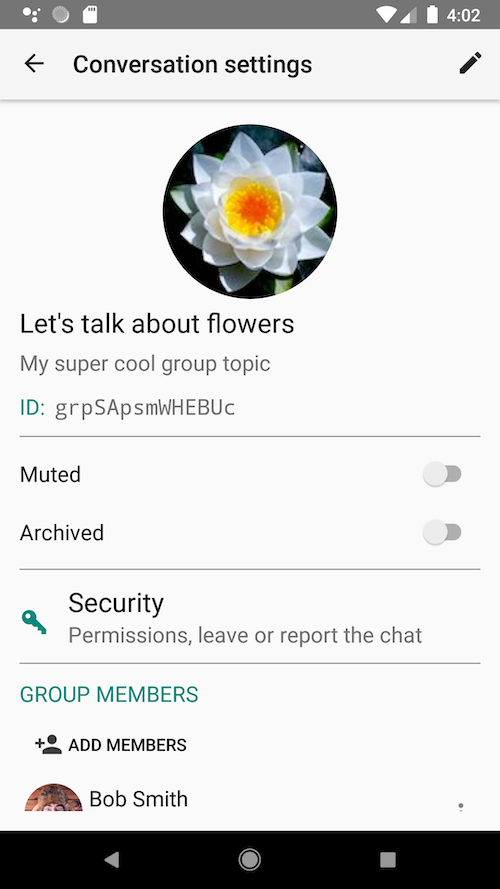 4:02
Conversation settings
Let's talk about flowers
My super cool group topic
ID: grpSApsmWHEBUc
Muted
Archived
Security
Permissions, leave or report the chat
GROUP MEMBERS
ADD MEMBERS
Bob Smith